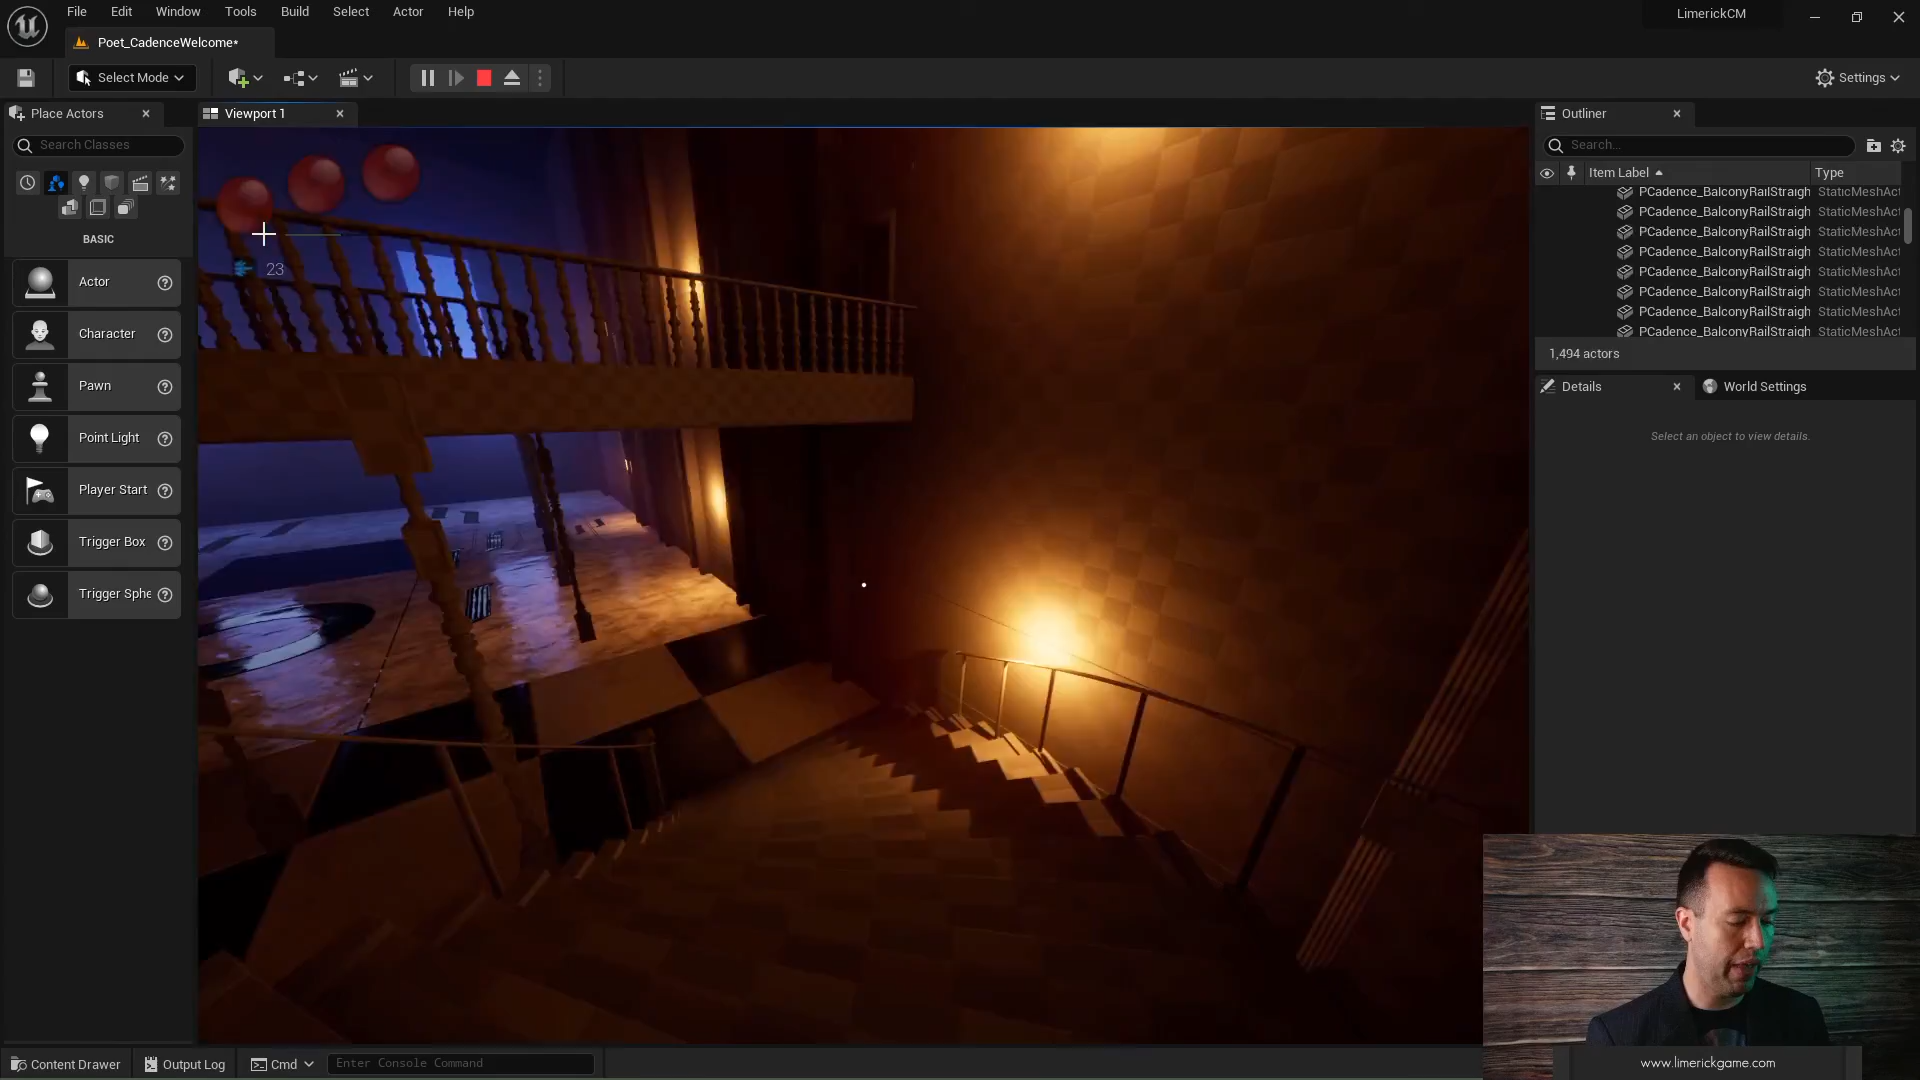 File Edit Window Tools Build Select Actor Help
LimerickCM
Poet_CadenceWelcome*
Select Mode
Settings
Place Actors
Viewport 1
Outliner
Search Classes
Search...
Item Label Type
BASIC
Actor
Character
Pawn
Point Light
Player Start
Trigger Box
Trigger Sphe
23
PCadence_BalconyRailStraigh StaticMeshAct
PCadence_BalconyRailStraigh StaticMeshAct
PCadence_BalconyRailStraigh StaticMeshAct
PCadence_BalconyRailStraigh StaticMeshAct
PCadence_BalconyRailStraigh StaticMeshAct
PCadence_BalconyRailStraigh StaticMeshAct
PCadence_BalconyRailStraigh StaticMeshAct
PCadence_BalconyRailStraigh StaticMeshAct
1,494 actors
Details World Settings
Select an object to view details.
Content Drawer Output Log Cmd Enter Console Command
www.limerickgame.com